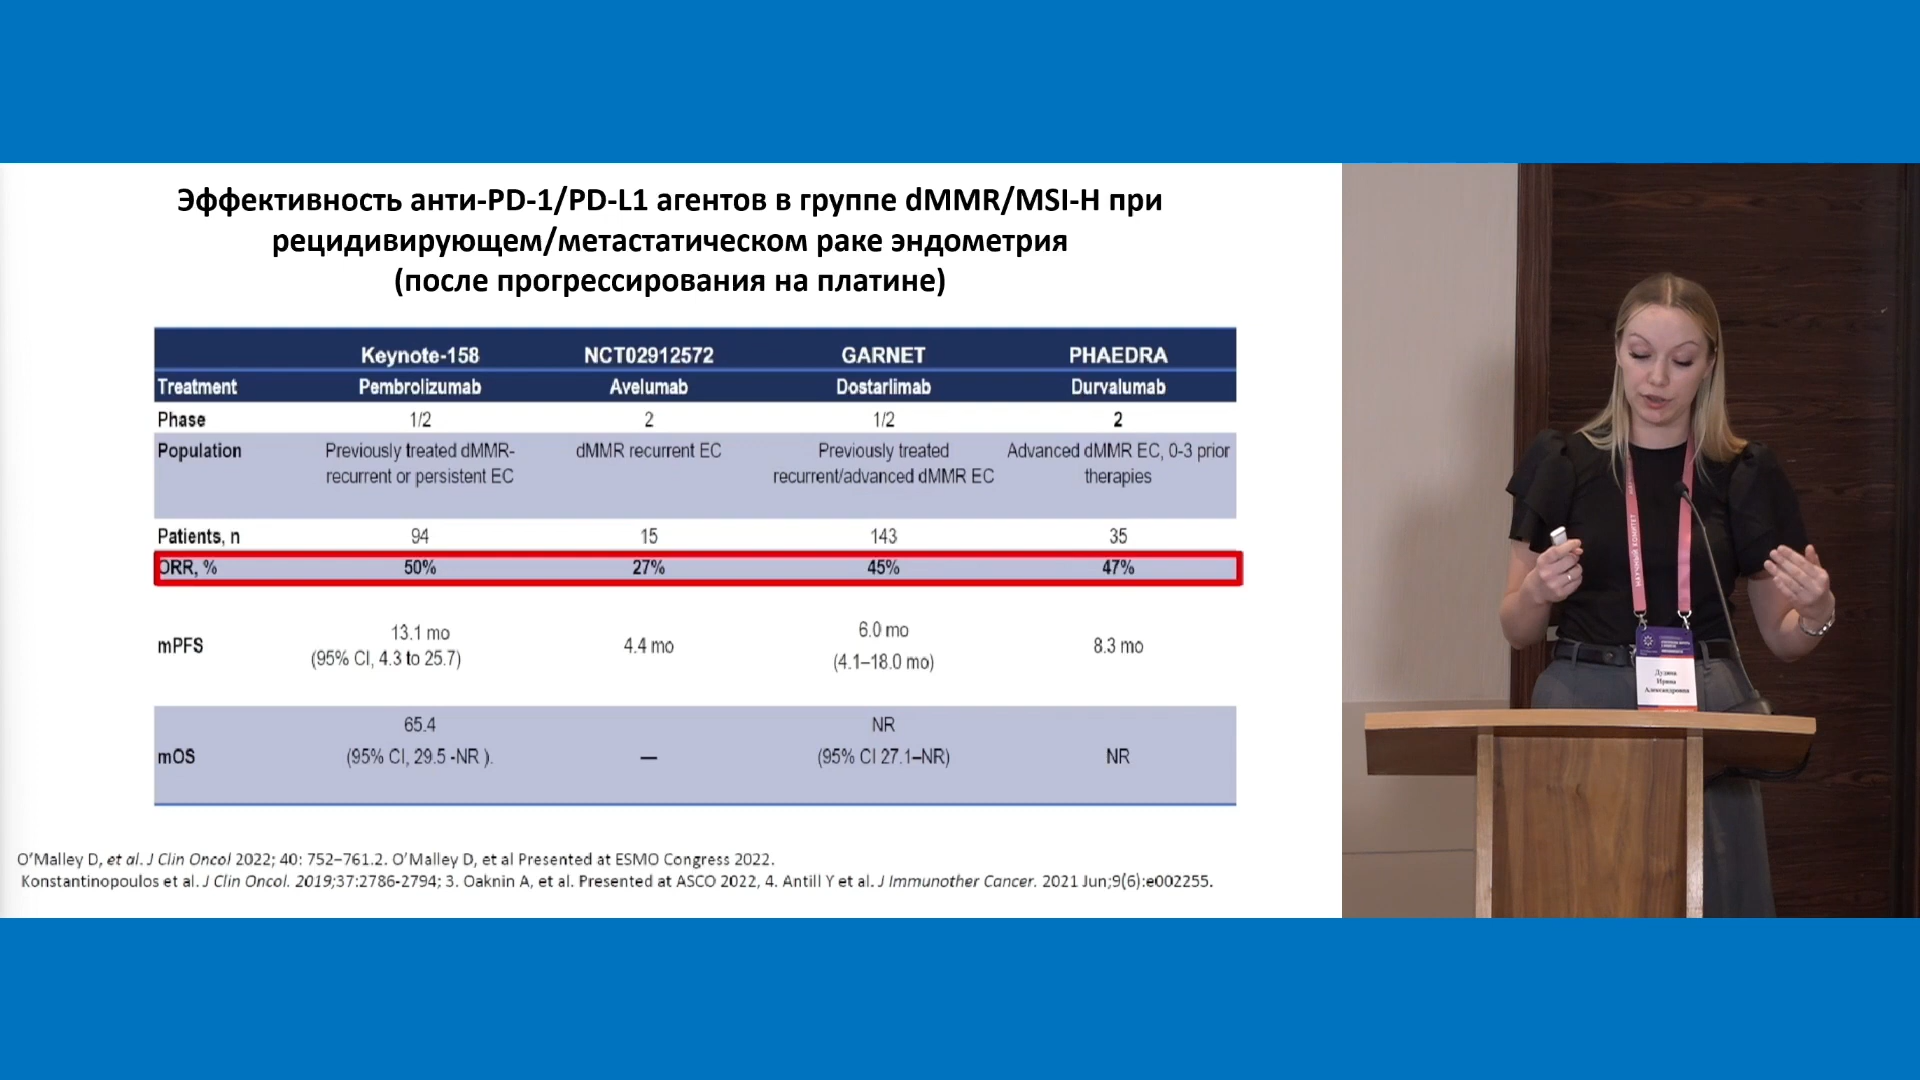 Эффективность анти-PD-1/PD-L1 агентов в группе dMMR/MSI-H при
рецидивирующем/метастатическом раке эндометрия
(после прогрессирования на платине)
Keynote-158 NCT02912572 GARNET PHAEDRA
Treatment Pembrolizumab Avelumab Dostarlimab Durvalumab
Phase 1/2 2 1/2 2
Population Previously treated dMMR- dMMR recurrent EC Previously treated Advanced dMMR EC, 0-3 prior
recurrent or persistent EC recurrent/advanced dMMR EC therapies
Patients, n 94 15 143 35
ORR, % 50% 27% 45% 47%
mPFS 13.1 mo 4.4 mo 6.0 mo 8.3 mo
(95% CI, 4.3 to 25.7) (4.1–18.0 mo)
65.4 NR
mOS (95% CI, 29.5 -NR ). — (95% CI 27.1–NR) NR
O’Malley D, et al. J Clin Oncol 2022; 40: 752–761.2. O’Malley D, et al Presented at ESMO Congress 2022.
Konstantinopoulos et al. J Clin Oncol. 2019;37:2786-2794; 3. Oaknin A, et al. Presented at ASCO 2022, 4. Antill Y et al. J Immunother Cancer. 2021 Jun;9(6):e002255.
НАУЧНЫЙ КОМИТЕТ
Дудина
Ирина
Александровна